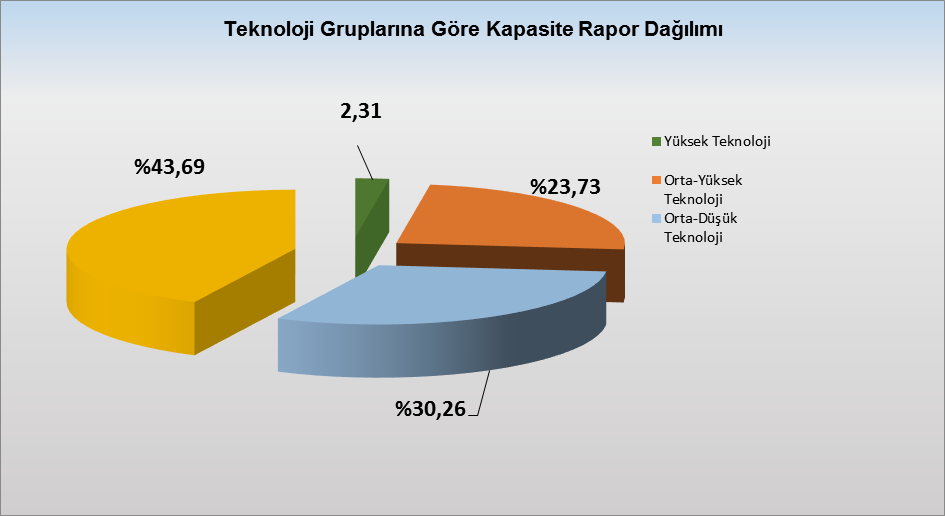 Teknoloji Gruplarına Göre Kapasite Rapor Dağılımı
2,31
%43,69
%23,73
%30,26
Yüksek Teknoloji
Orta-Yüksek
Teknoloji
Orta-Düşük
Teknoloji